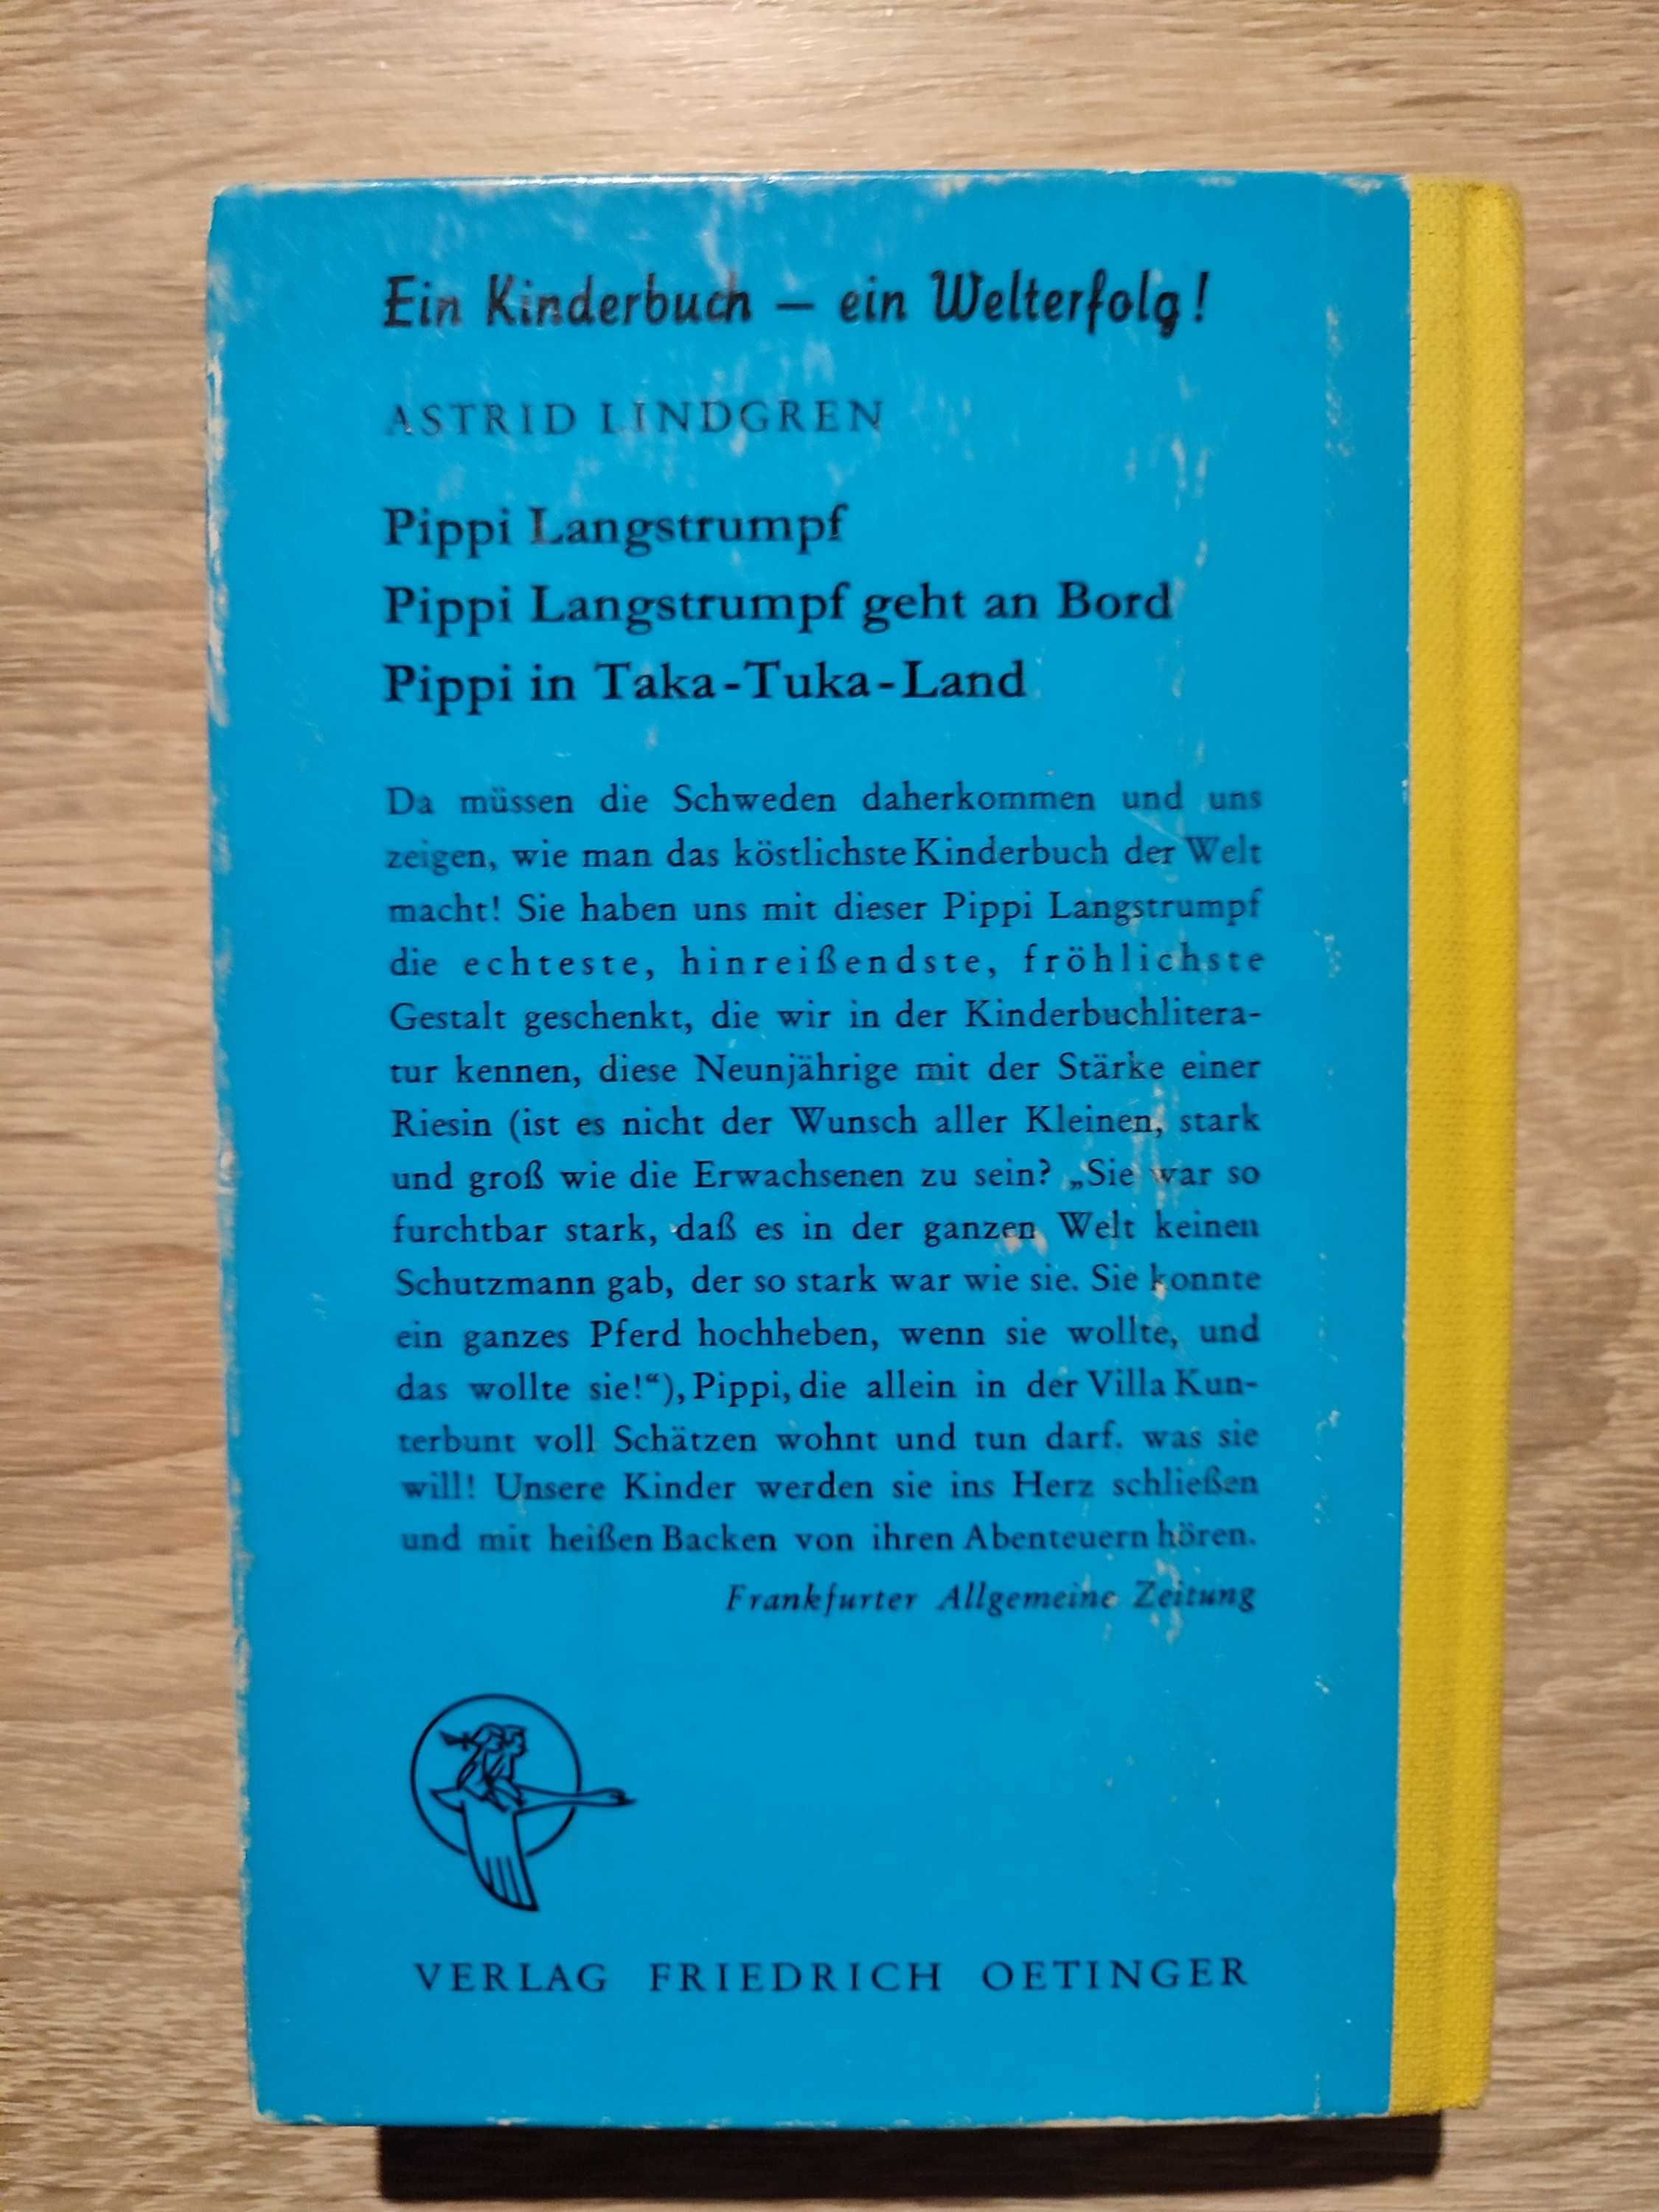 Ein Kinderbuch – ein Welterfolg!
ASTRID LINDGREN
Pippi Langstrumpf
Pippi Langstrumpf geht an Bord
Pippi in Taka-Tuka-Land
Da müssen die Schweden daherkommen und uns
zeigen, wie man das köstlichste Kinderbuch der Welt
macht! Sie haben uns mit dieser Pippi Langstrumpf
die echteste, hinreißendste, fröhlichste
Gestalt geschenkt, die wir in der Kinderbuchlitera-
tur kennen, diese Neunjährige mit der Stärke einer
Riesin (ist es nicht der Wunsch aller Kleinen, stark
und groß wie die Erwachsenen zu sein? „Sie war so
furchtbar stark, daß es in der ganzen Welt keinen
Schutzmann gab, der so stark war wie sie. Sie konnte
ein ganzes Pferd hochheben, wenn sie wollte, und
das wollte sie!“), Pippi, die allein in der Villa Kun-
terbunt voll Schätzen wohnt und tun darf. was sie
will! Unsere Kinder werden sie ins Herz schließen
und mit heißen Backen von ihren Abenteuern hören.
Frankfurter Allgemeine Zeitung
VERLAG FRIEDRICH OETINGER